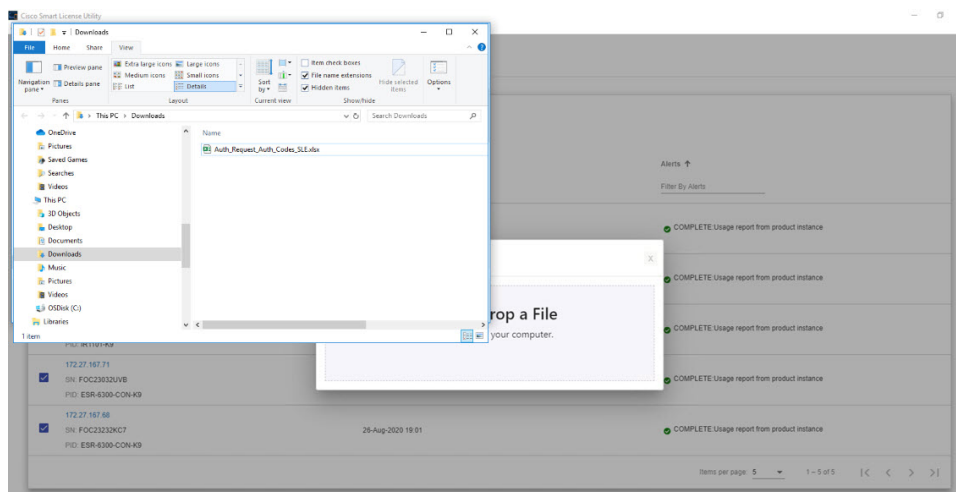 Cisco Smart License Utility
Downloads
File Home Share View
Navigation pane
Preview pane
Details pane
Panes
Extra large icons Large icons
Medium icons Small icons
List Details
Layout
Sort by
Current view
Item check boxes
File name extensions
Hidden items
Hide selected items
Show/hide
Options
This PC > Downloads
Search Downloads
OneDrive
Pictures
Saved Games
Searches
Videos
This PC
3D Objects
Desktop
Documents
Downloads
Music
Pictures
Videos
OSDisk (C:)
Libraries
Name
Auth_Request_Auth_Codes_SLE.xlsx
1 item
Alerts
Filter By Alerts
COMPLETE:Usage report from product instance
COMPLETE:Usage report from product instance
x
rop a File
your computer.
COMPLETE:Usage report from product instance
PID: IR1101-K9
172.27.167.71
SN: FOC23032UVB
PID: ESR-6300-CON-K9
COMPLETE:Usage report from product instance
172.27.167.68
SN: FOC23232KC7
PID: ESR-6300-CON-K9
26-Aug-2020 19:01
COMPLETE:Usage report from product instance
Items per page: 5 1 – 5 of 5